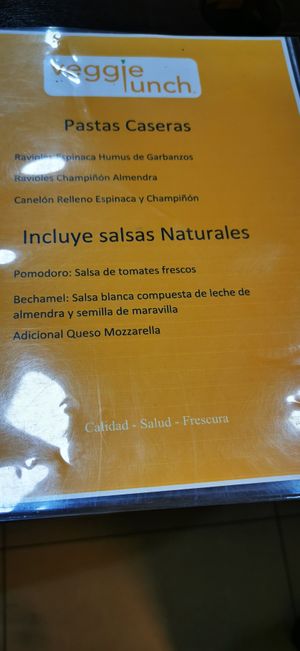 veggie
lunch
Pastas Caseras
Ravioles Espinaca Humus de Garbanzos
Ravioles Champiñón Almendra
Canelón Relleno Espinaca y Champiñón
Incluye salsas Naturales
Pomodoro: Salsa de tomates frescos
Bechamel: Salsa blanca compuesta de leche de
almendra y semilla de maravilla
Adicional Queso Mozzarella
Calidad - Salud - Frescura